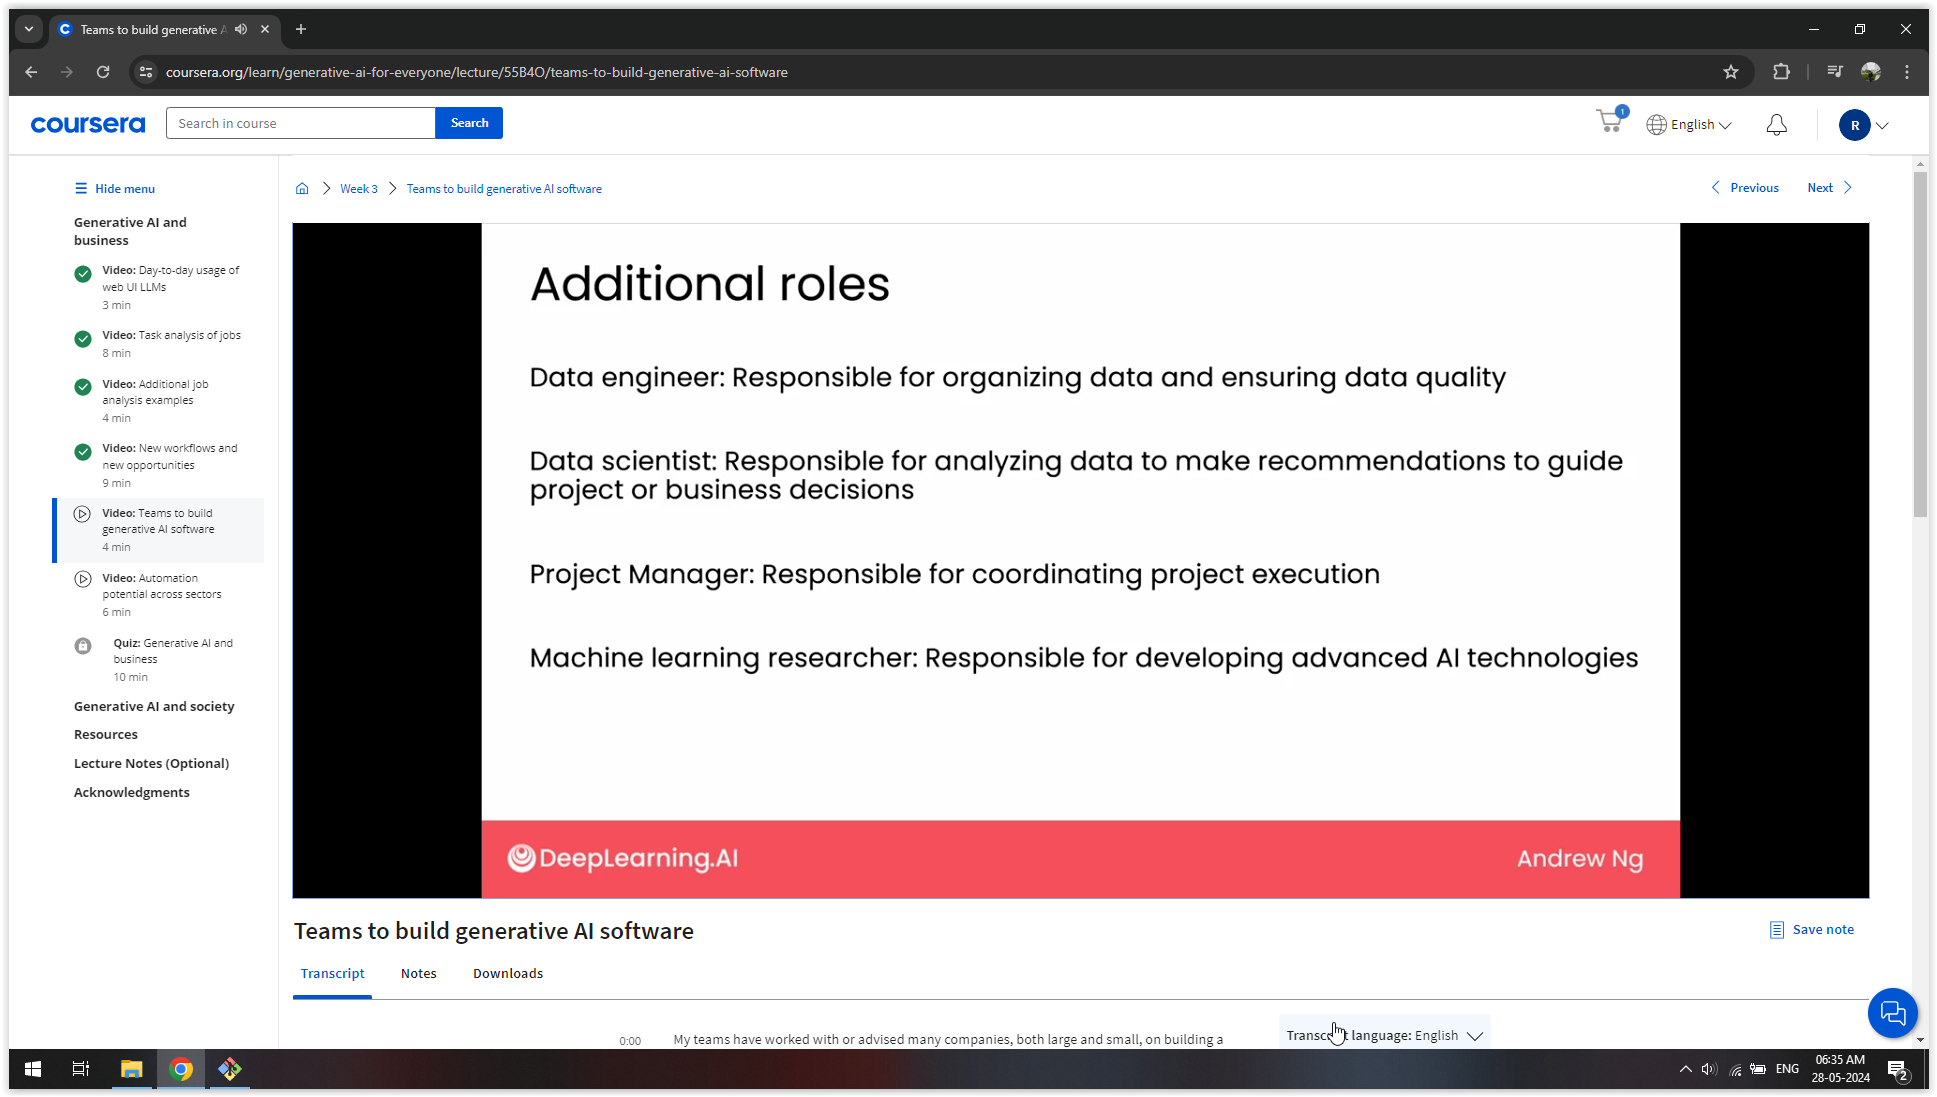 Teams to build generative A
coursera.org/learn/generative-ai-for-everyone/lecture/55B4O/teams-to-build-generative-ai-software
coursera
Search in course
Search
1
English
R
Hide menu
Week 3
Teams to build generative AI software
Previous
Next
Generative AI and
business
Video: Day-to-day usage of
web UI LLMs
3 min
Video: Task analysis of jobs
8 min
Video: Additional job
analysis examples
4 min
Video: New workflows and
new opportunities
9 min
Video: Teams to build
generative AI software
4 min
Video: Automation
potential across sectors
6 min
Quiz: Generative AI and
business
10 min
Generative AI and society
Resources
Lecture Notes (Optional)
Acknowledgments
Additional roles
Data engineer: Responsible for organizing data and ensuring data quality
Data scientist: Responsible for analyzing data to make recommendations to guide
project or business decisions
Project Manager: Responsible for coordinating project execution
Machine learning researcher: Responsible for developing advanced AI technologies
DeepLearning.AI
Andrew Ng
Teams to build generative AI software
Save note
Transcript
Notes
Downloads
0:00
My teams have worked with or advised many companies, both large and small, on building a
Transcript language: English
ENG
06:35 AM
28-05-2024
2